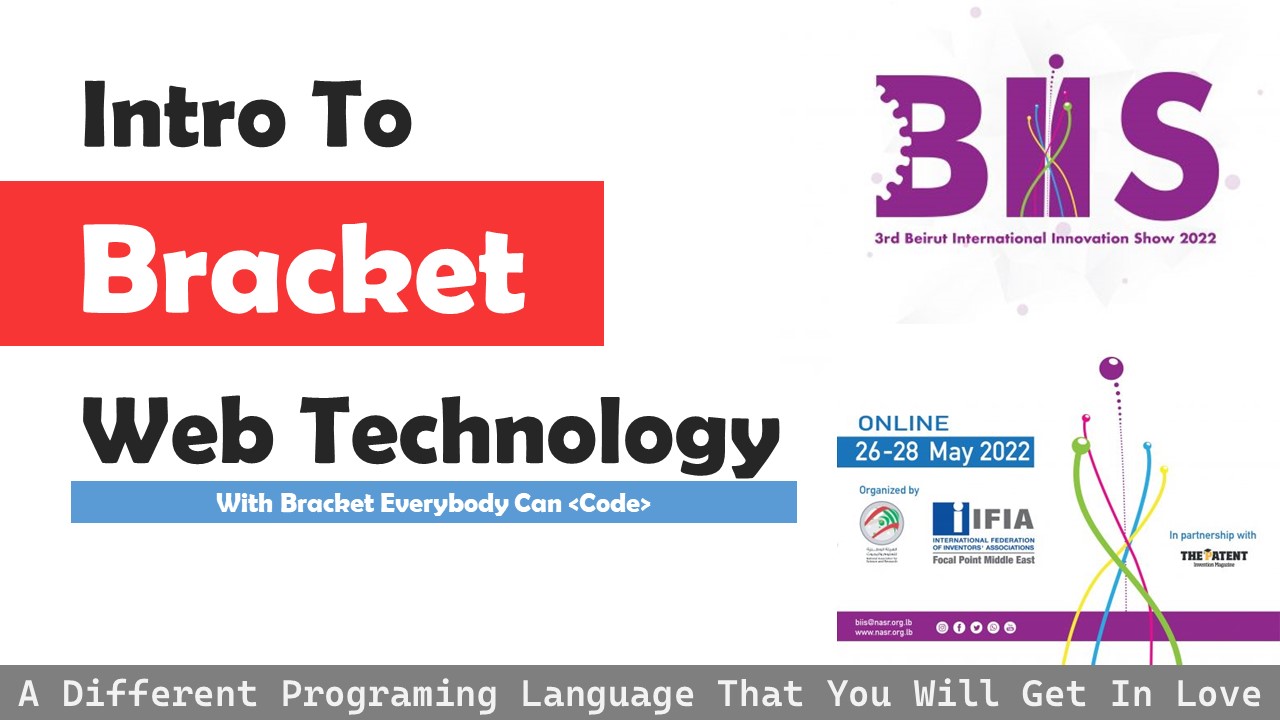 Intro To
Bracket
Web Technology
With Bracket Everybody Can <Code>
BIIS
3rd Beirut International Innovation Show 2022
ONLINE
26-28 May 2022
Organized by
IFIA
INTERNATIONAL FEDERATION
OF INVENTORS' ASSOCIATIONS
Focal Point Middle East
In partnership with
THE PATENT
Invention Magazine
biis@nasr.org.lb
www.nasr.org.lb
A Different Programing Language That You Will Get In Love